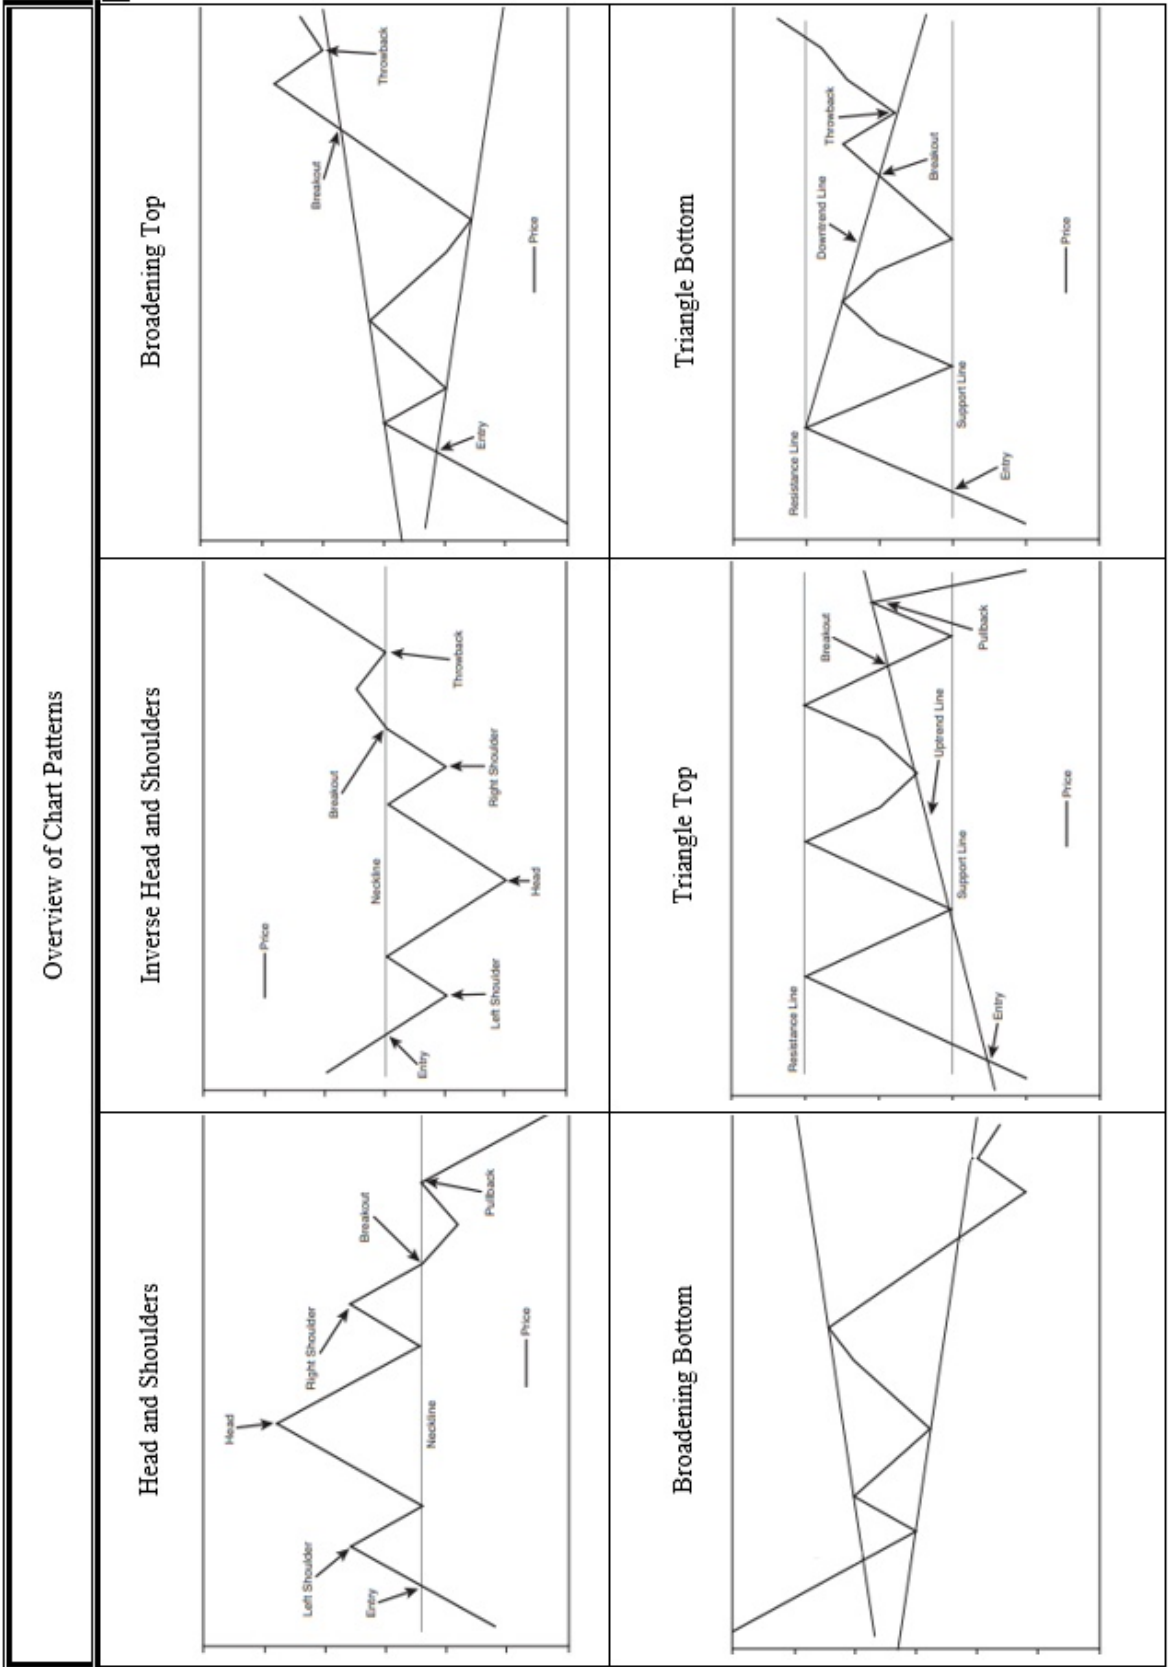 Overview of Chart Patterns
Head and Shoulders
Head
Left Shoulder
Right Shoulder
Breakout
Entry
Neckline
Pullback
Price
Inverse Head and Shoulders
Price
Neckline
Breakout
Entry
Left Shoulder
Head
Right Shoulder
Throwback
Broadening Top
Breakout
Throwback
Entry
Price
Broadening Bottom
Triangle Top
Resistance Line
Breakout
Entry
Support Line
Uptrend Line
Pullback
Price
Triangle Bottom
Resistance Line
Downtrend Line
Throwback
Breakout
Entry
Support Line
Price